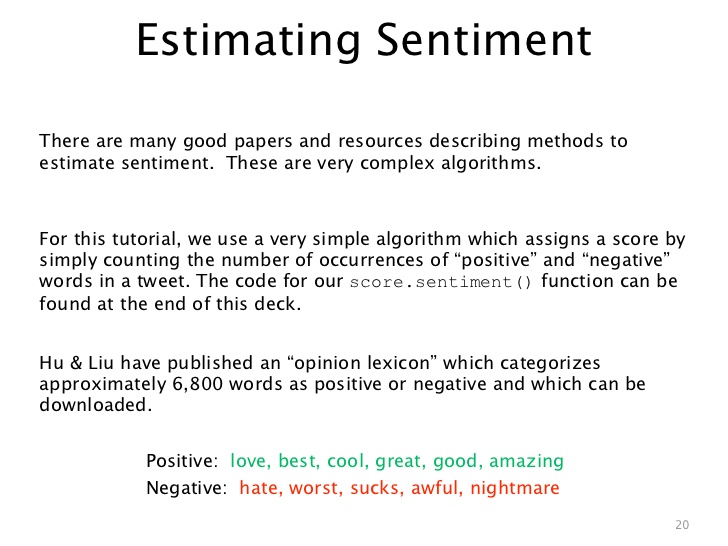 Estimating Sentiment
There are many good papers and resources describing methods to
estimate sentiment.  These are very complex algorithms.
For this tutorial, we use a very simple algorithm which assigns a score by
simply counting the number of occurrences of “positive” and “negative”
words in a tweet. The code for our score.sentiment() function can be
found at the end of this deck.
Hu & Liu have published an “opinion lexicon” which categorizes
approximately 6,800 words as positive or negative and which can be
downloaded.
Positive:  love, best, cool, great, good, amazing
Negative:  hate, worst, sucks, awful, nightmare
20